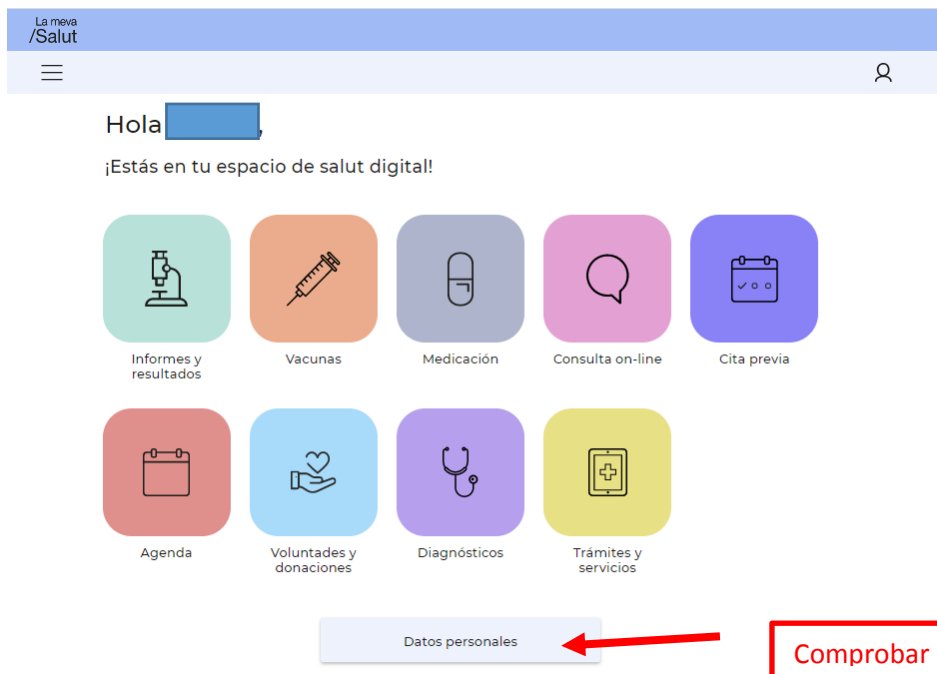 La meva
/Salut
Hola ,
¡Estás en tu espacio de salut digital!
Informes y
resultados
Vacunas
Medicación
Consulta on-line
Cita previa
Agenda
Voluntades y
donaciones
Diagnósticos
Trámites y
servicios
Datos personales
Comprobar